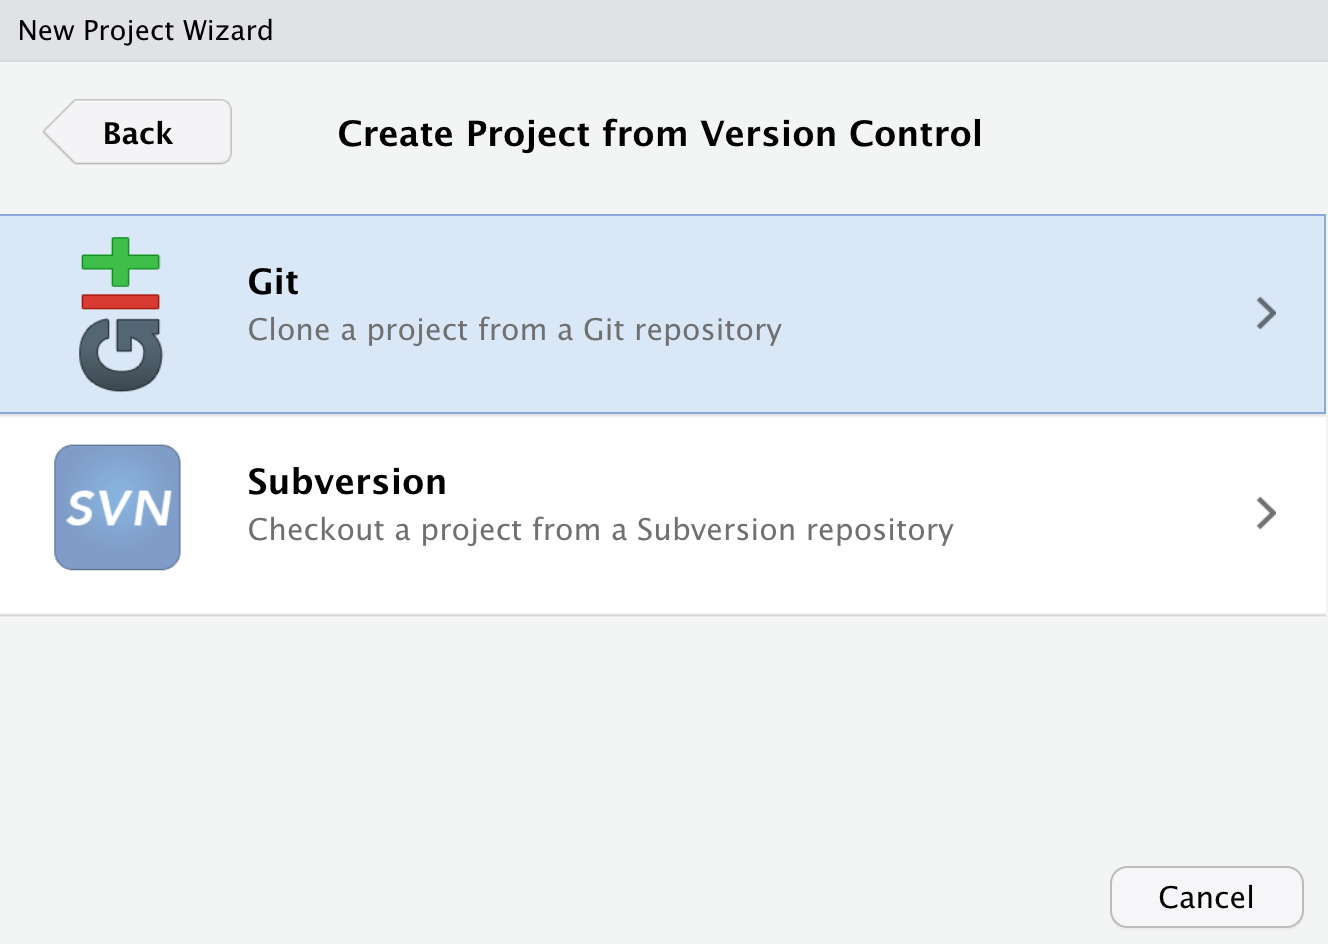 New Project Wizard
Back
Create Project from Version Control
Git
Git
Clone a project from a Git repository
SVN
Subversion
Checkout a project from a Subversion repository
Cancel